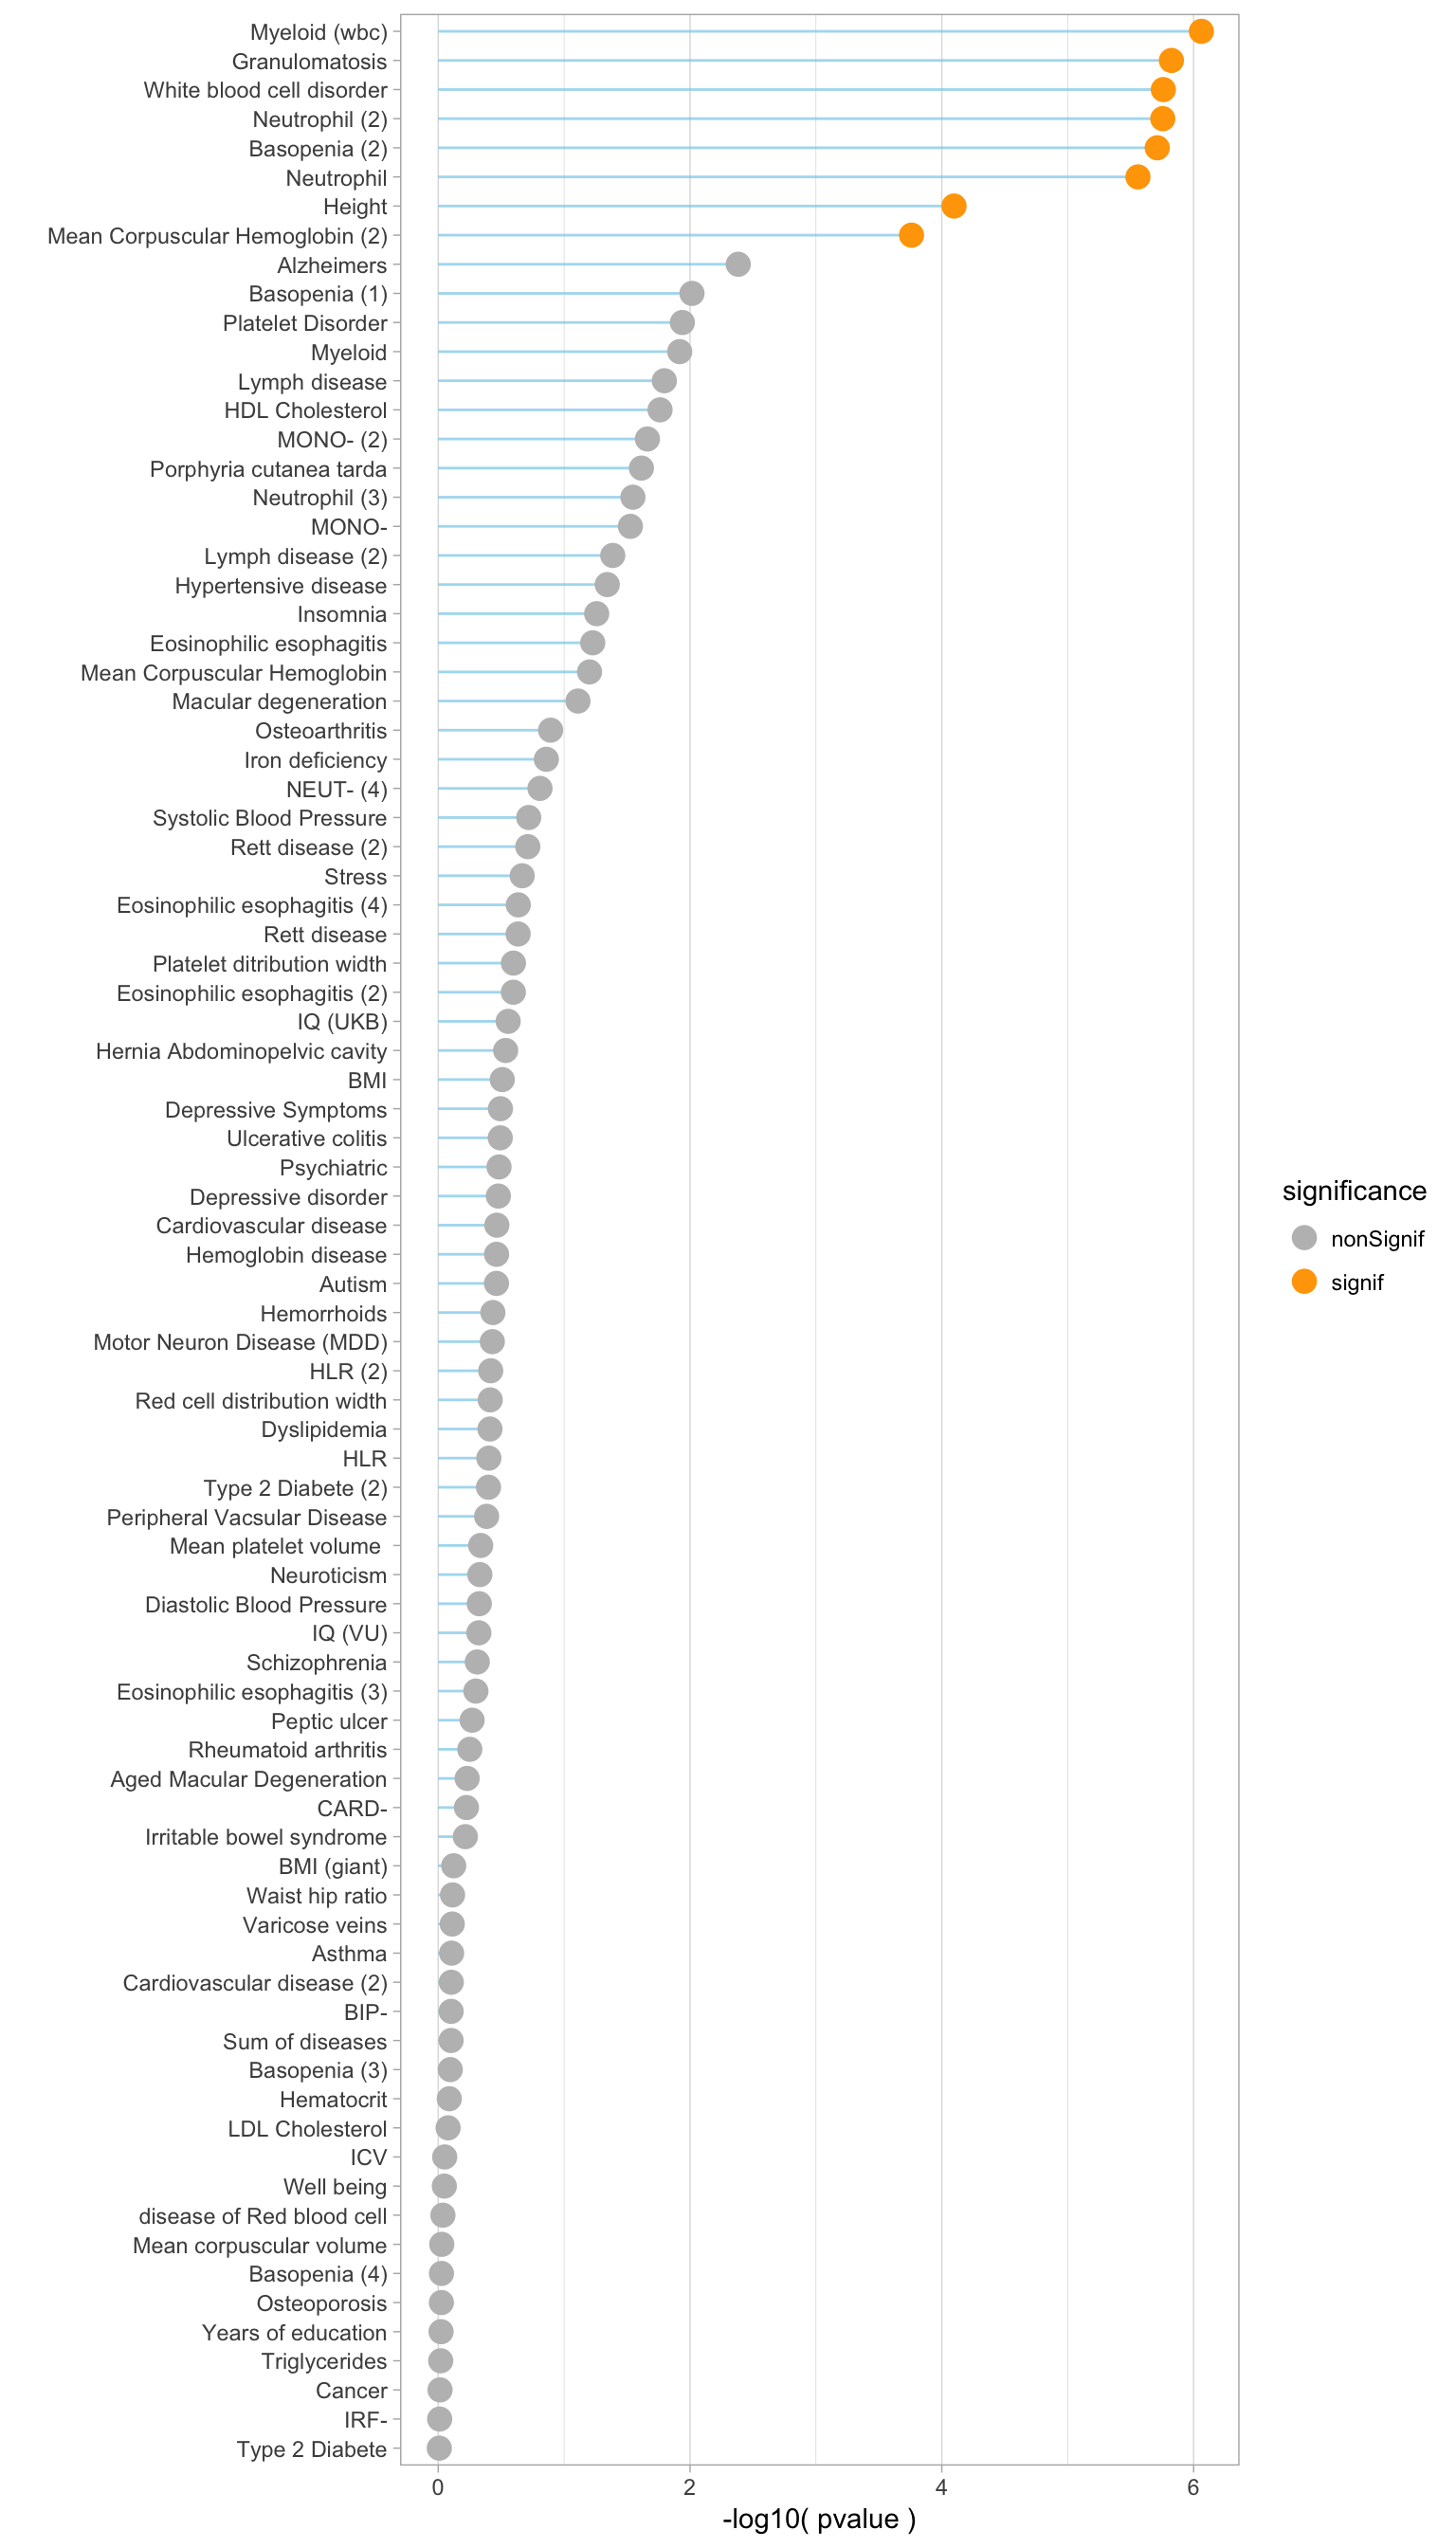 Myeloid (wbc)
Granulomatosis
White blood cell disorder
Neutrophil (2)
Basopenia (2)
Neutrophil
Height
Mean Corpuscular Hemoglobin (2)
Alzheimers
Basopenia (1)
Platelet Disorder
Myeloid
Lymph disease
HDL Cholesterol
MONO- (2)
Porphyria cutanea tarda
Neutrophil (3)
MONO-
Lymph disease (2)
Hypertensive disease
Insomnia
Eosinophilic esophagitis
Mean Corpuscular Hemoglobin
Macular degeneration
Osteoarthritis
Iron deficiency
NEUT- (4)
Systolic Blood Pressure
Rett disease (2)
Stress
Eosinophilic esophagitis (4)
Rett disease
Platelet ditribution width
Eosinophilic esophagitis (2)
IQ (UKB)
Hernia Abdominopelvic cavity
BMI
Depressive Symptoms
Ulcerative colitis
Psychiatric
Depressive disorder
Cardiovascular disease
Hemoglobin disease
Autism
Hemorrhoids
Motor Neuron Disease (MDD)
HLR (2)
Red cell distribution width
Dyslipidemia
HLR
Type 2 Diabete (2)
Peripheral Vacsular Disease
Mean platelet volume
Neuroticism
Diastolic Blood Pressure
IQ (VU)
Schizophrenia
Eosinophilic esophagitis (3)
Peptic ulcer
Rheumatoid arthritis
Aged Macular Degeneration
CARD-
Irritable bowel syndrome
BMI (giant)
Waist hip ratio
Varicose veins
Asthma
Cardiovascular disease (2)
BIP-
Sum of diseases
Basopenia (3)
Hematocrit
LDL Cholesterol
ICV
Well being
disease of Red blood cell
Mean corpuscular volume
Basopenia (4)
Osteoporosis
Years of education
Triglycerides
Cancer
IRF-
Type 2 Diabete
0 2 4 6
-log10( pvalue )
significance
nonSignif
signif